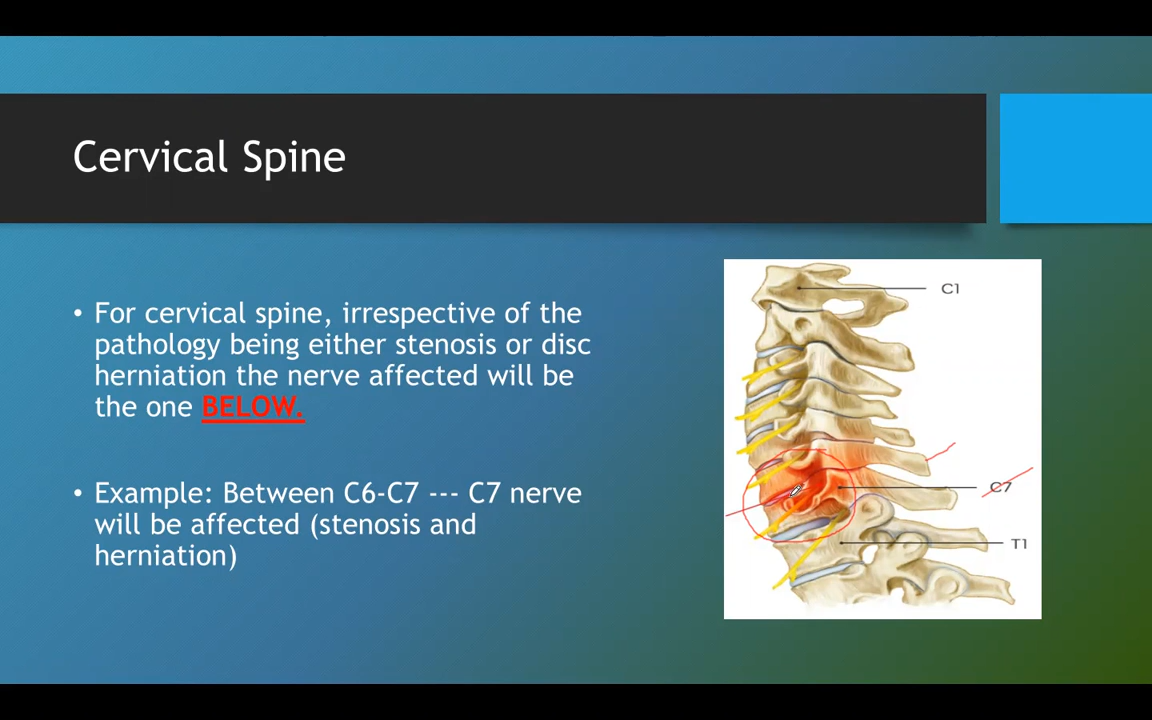 Cervical Spine
• For cervical spine, irrespective of the
pathology being either stenosis or disc
herniation the nerve affected will be
the one BELOW.
• Example: Between C6-C7 --- C7 nerve
will be affected (stenosis and
herniation)
C1
C7
T1